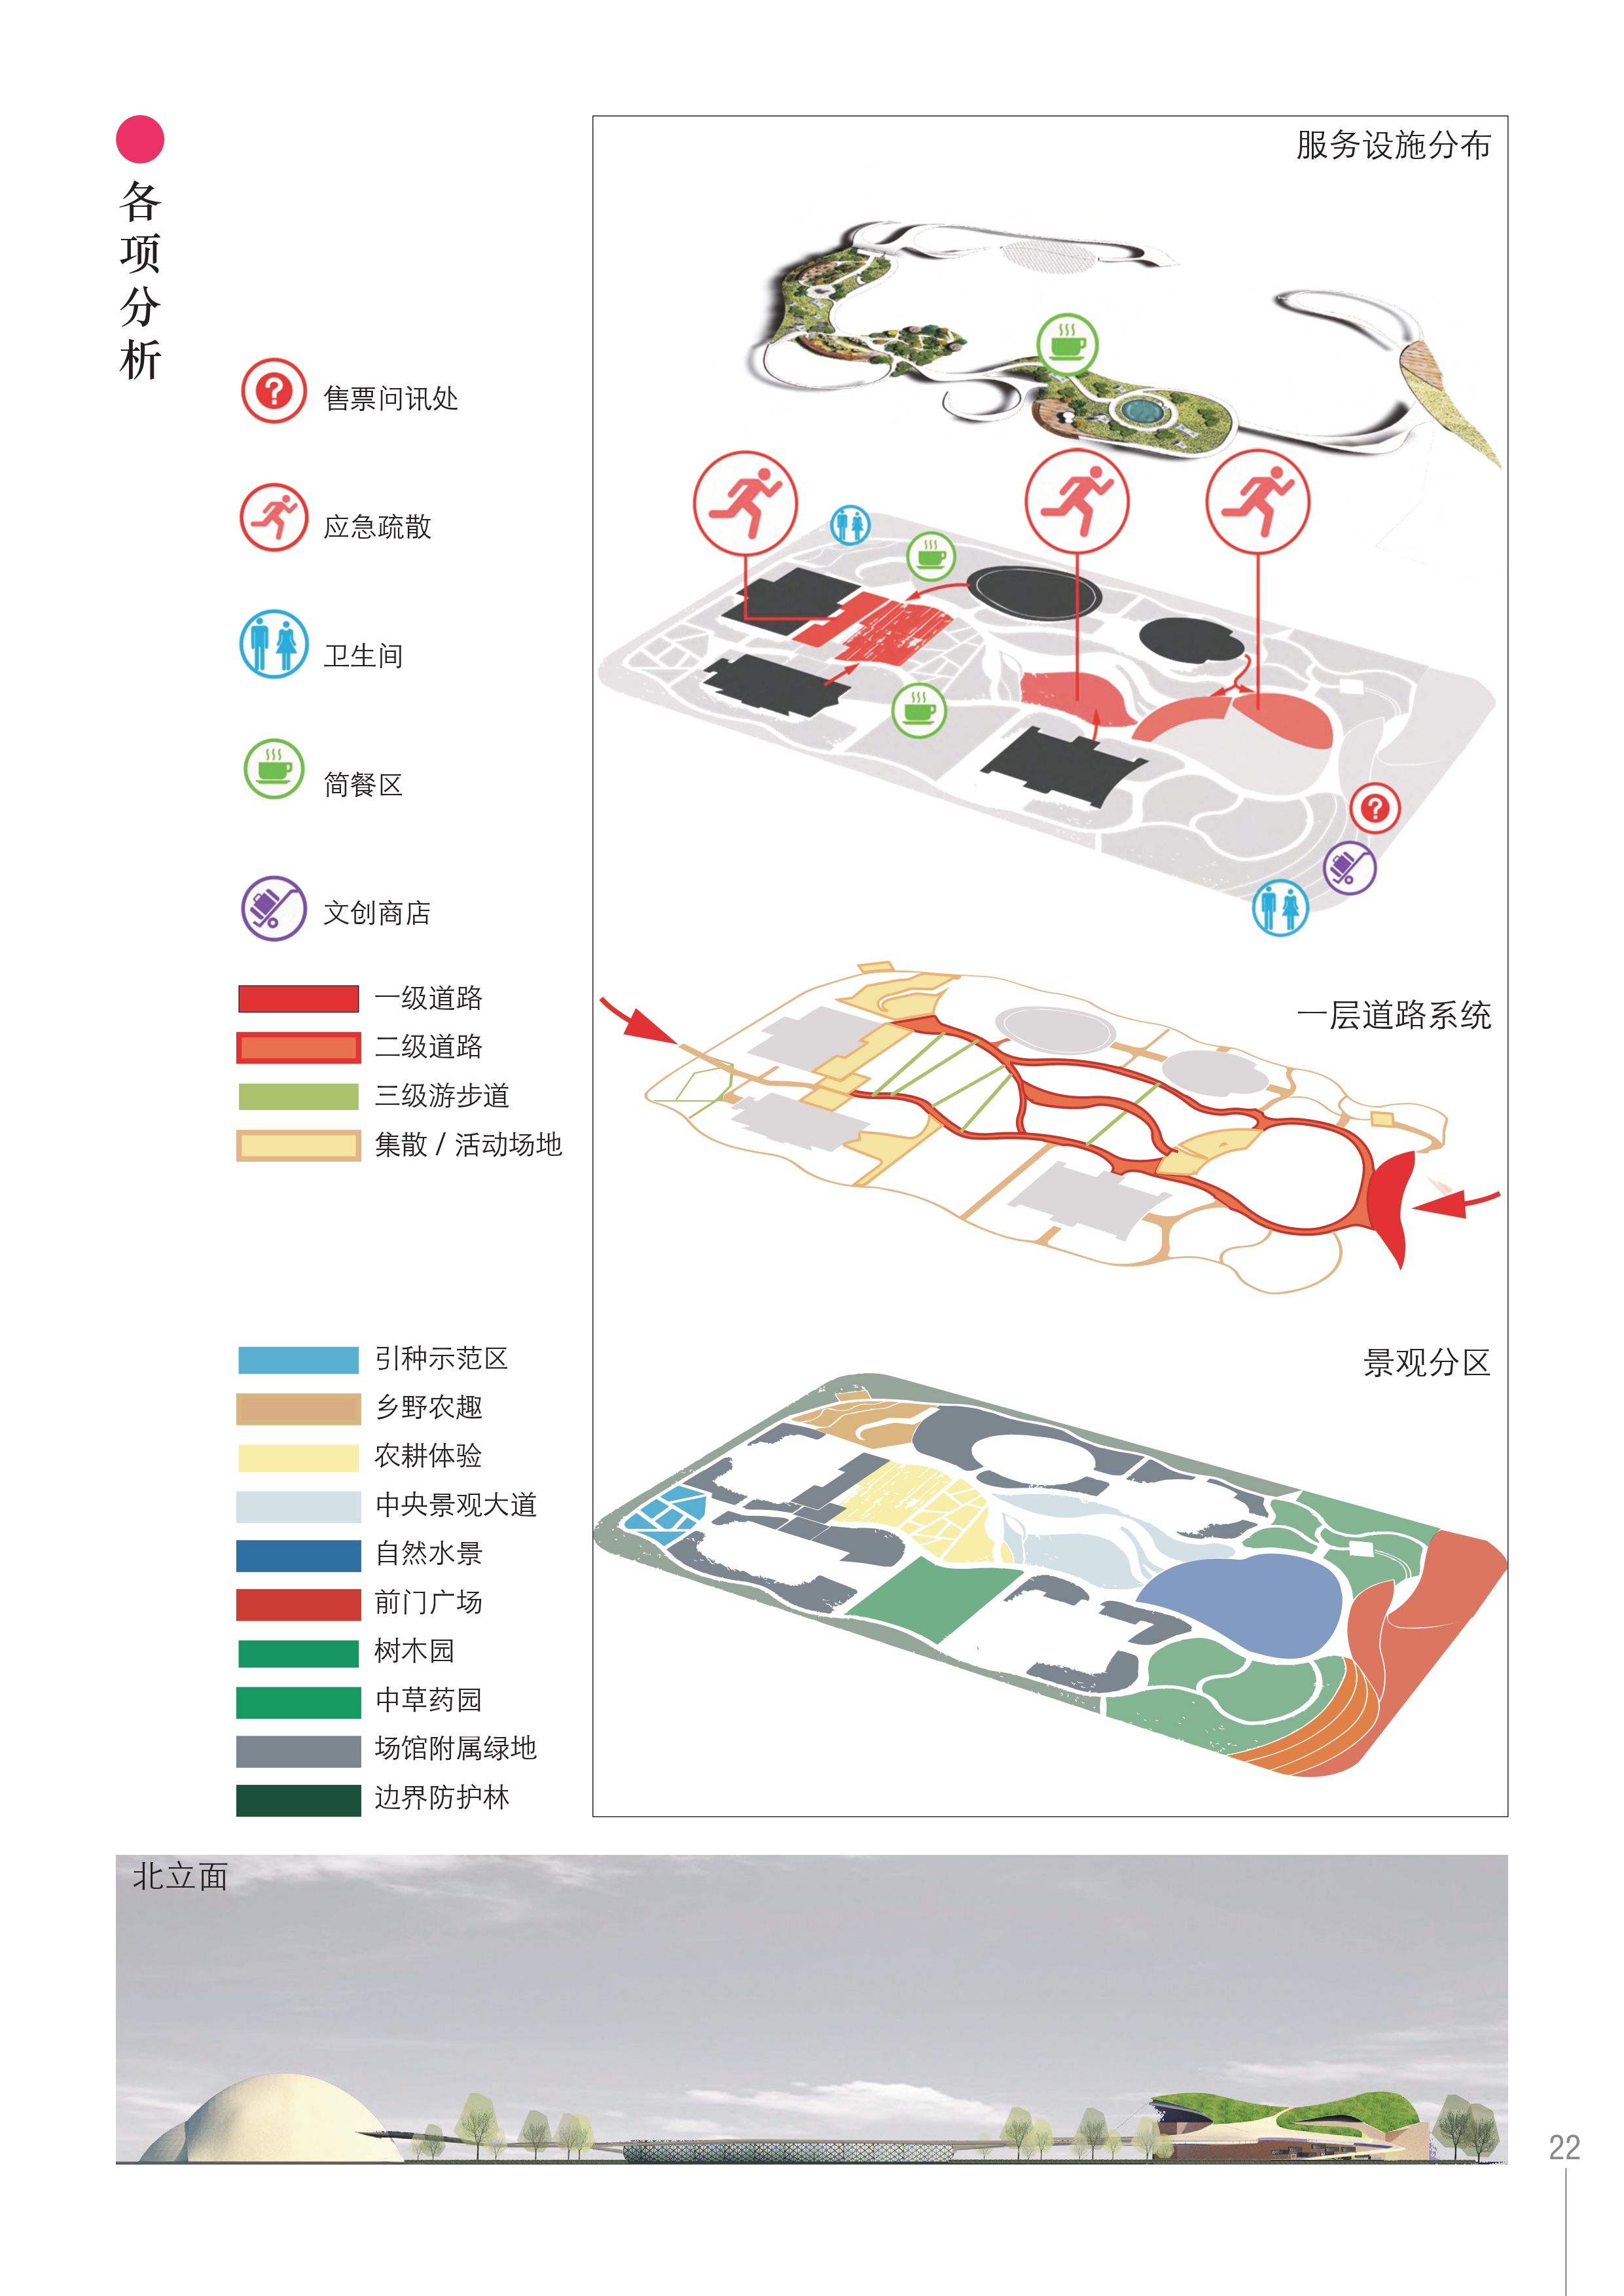 各项分析
服务设施分布
售票问讯处
应急疏散
卫生间
简餐区
文创商店
一层道路系统
一级道路
二级道路
三级游步道
集散 / 活动场地
景观分区
引种示范区
乡野农趣
农耕体验
中央景观大道
自然水景
前门广场
树木园
中草药园
场馆附属绿地
边界防护林
北立面
22